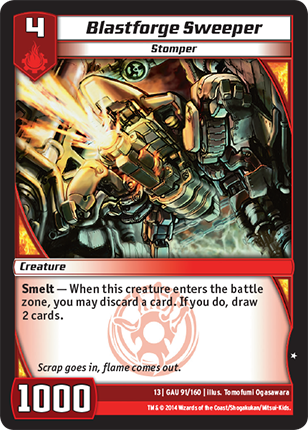 4
Blastforge Sweeper
Stomper
Creature
Smelt — When this creature enters the battle
zone, you may discard a card. If you do, draw
2 cards.
Scrap goes in, flame comes out.
1000
13 | GAU 91/160 | illus. Tomofumi Ogasawara
TM & © 2014 Wizards of the Coast/Shogakukan/Mitsui-Kids.